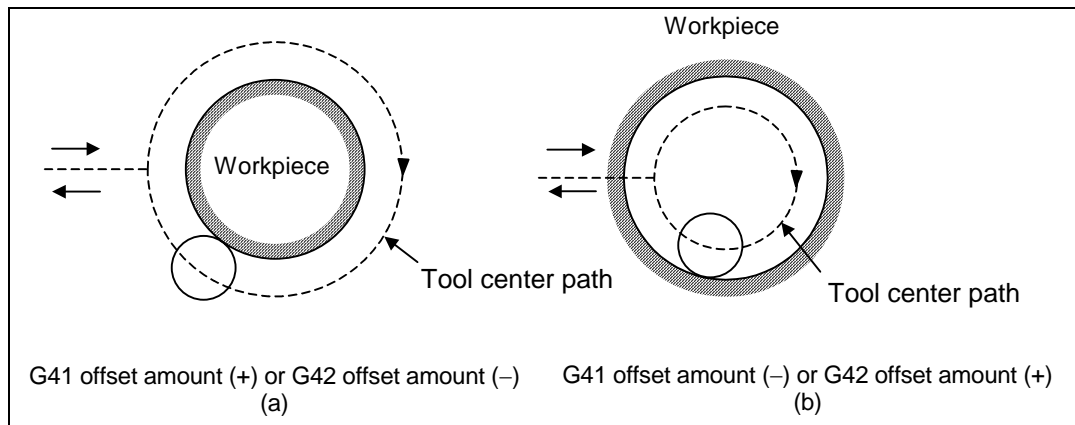 Workpiece
Workpiece
Tool center path
Tool center path
G41 offset amount (+) or G42 offset amount (−)
(a)
G41 offset amount (−) or G42 offset amount (+)
(b)